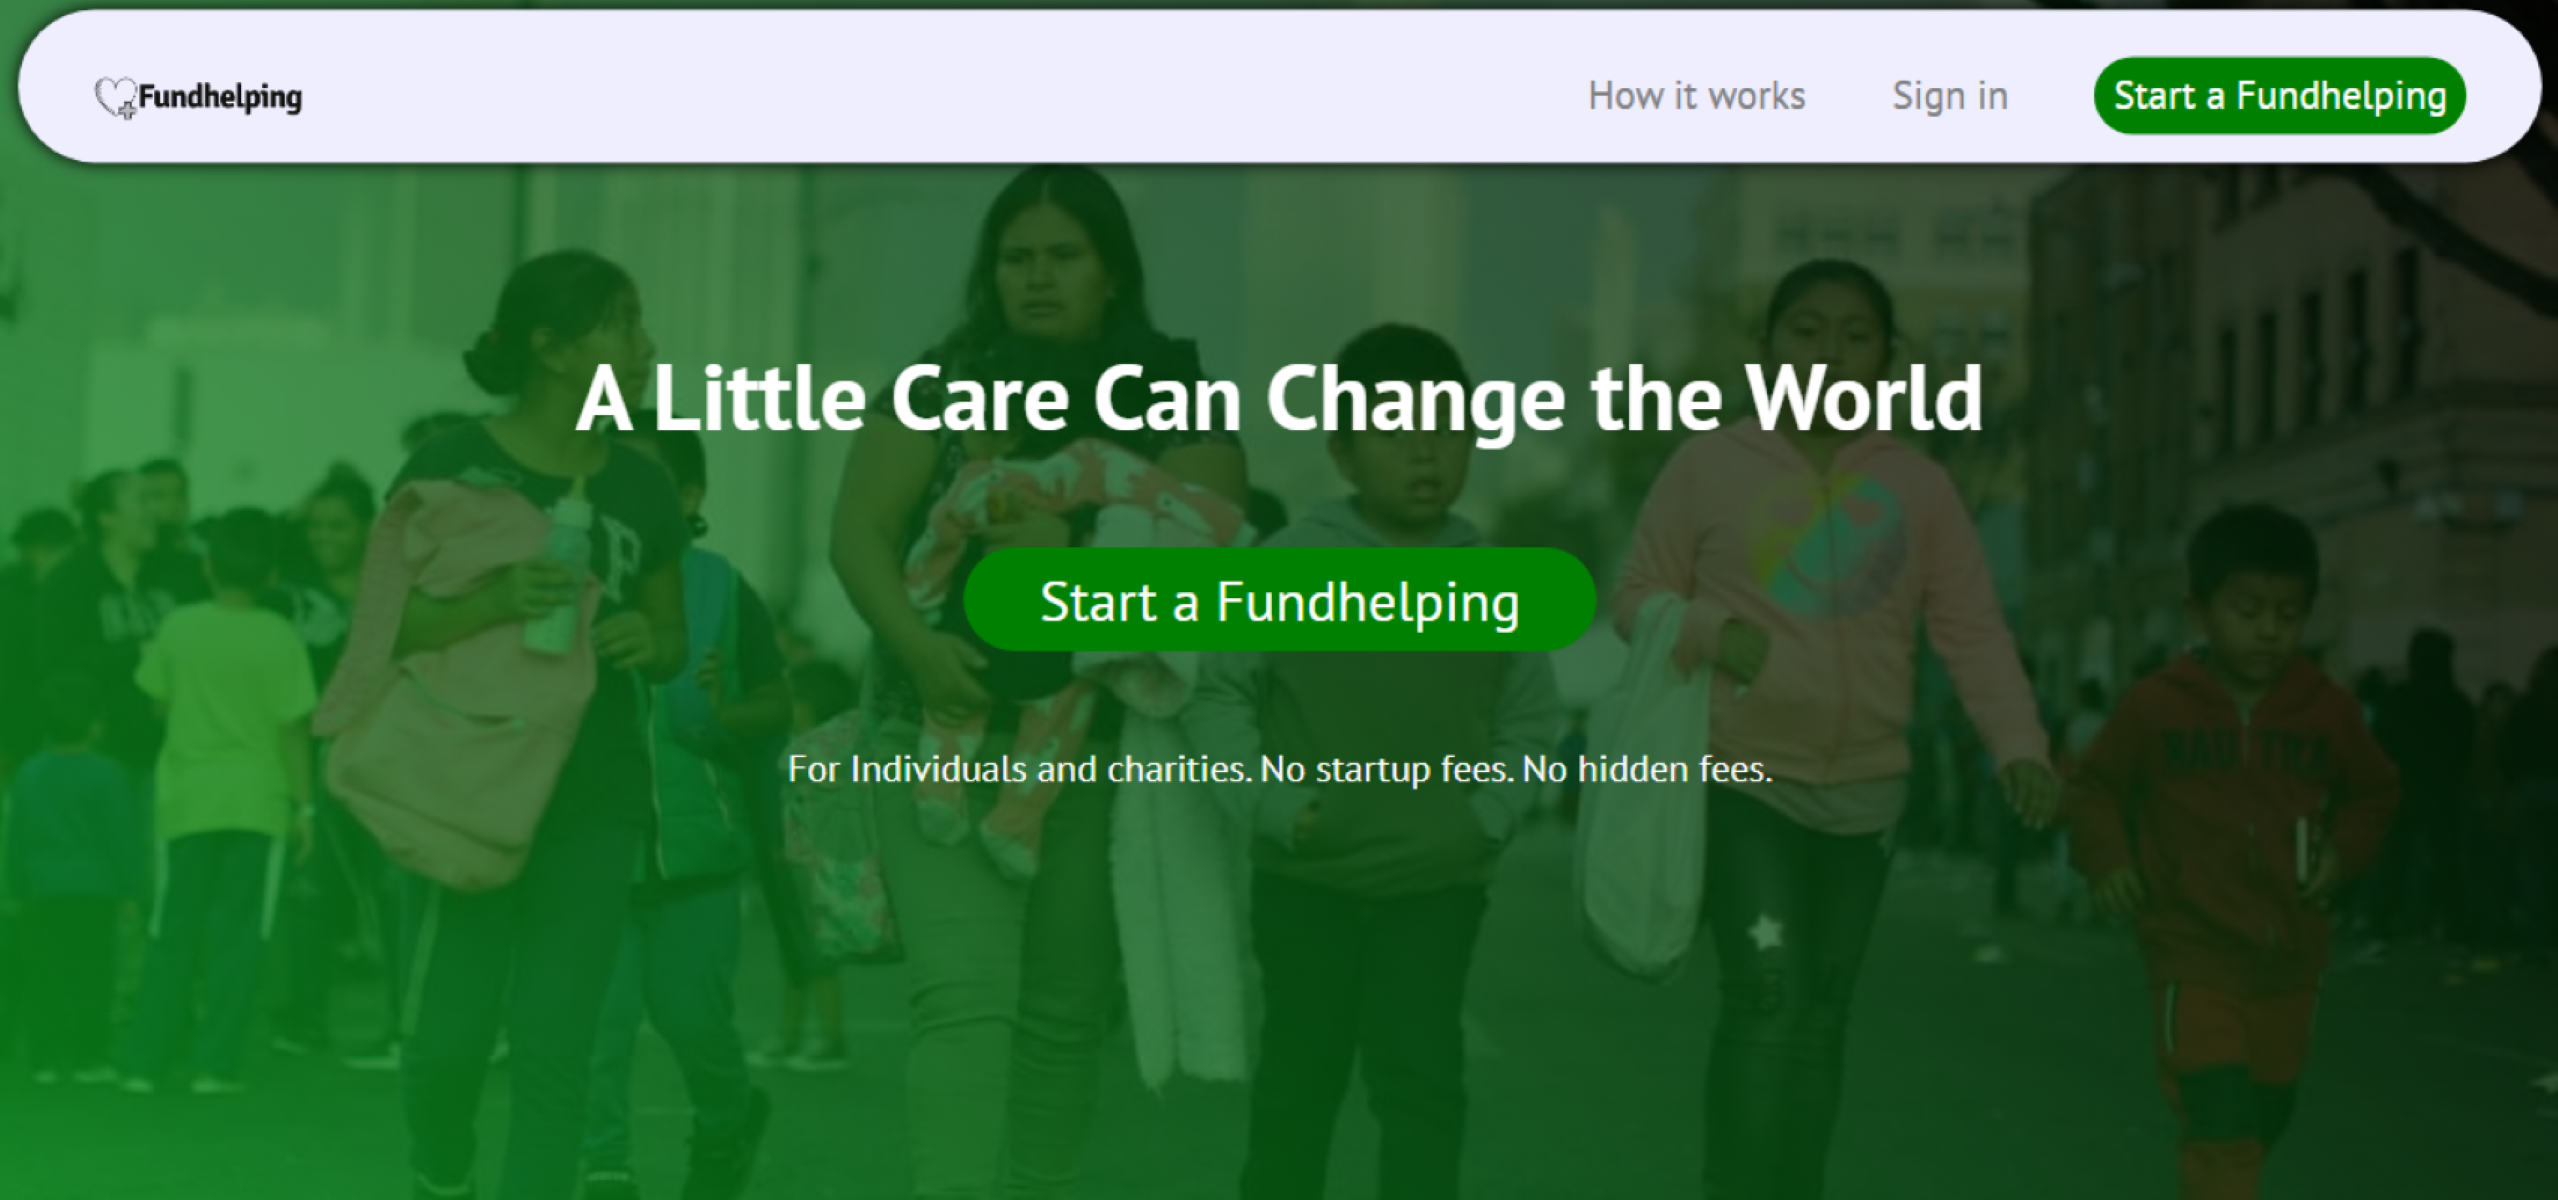 Fundhelping
How it works
Sign in
Start a Fundhelping
A Little Care Can Change the World
Start a Fundhelping
For Individuals and charities. No startup fees. No hidden fees.
NAUTICA